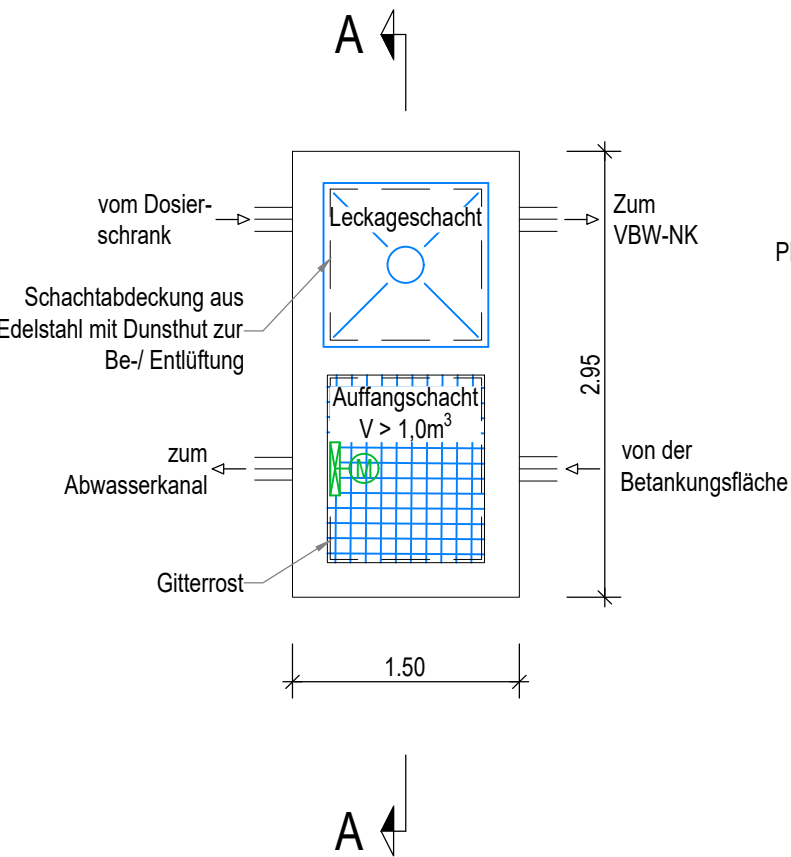 A
vom Dosier-
schrank
Leckageschacht
Zum
VBW-NK
Schachtabdeckung aus
Edelstahl mit Dunsthut zur
Be-/ Entlüftung
2.95
Auffangschacht
V > 1,0m³
M
zum
Abwasserkanal
von der
Betankungsfläche
Gitterrost
1.50
A